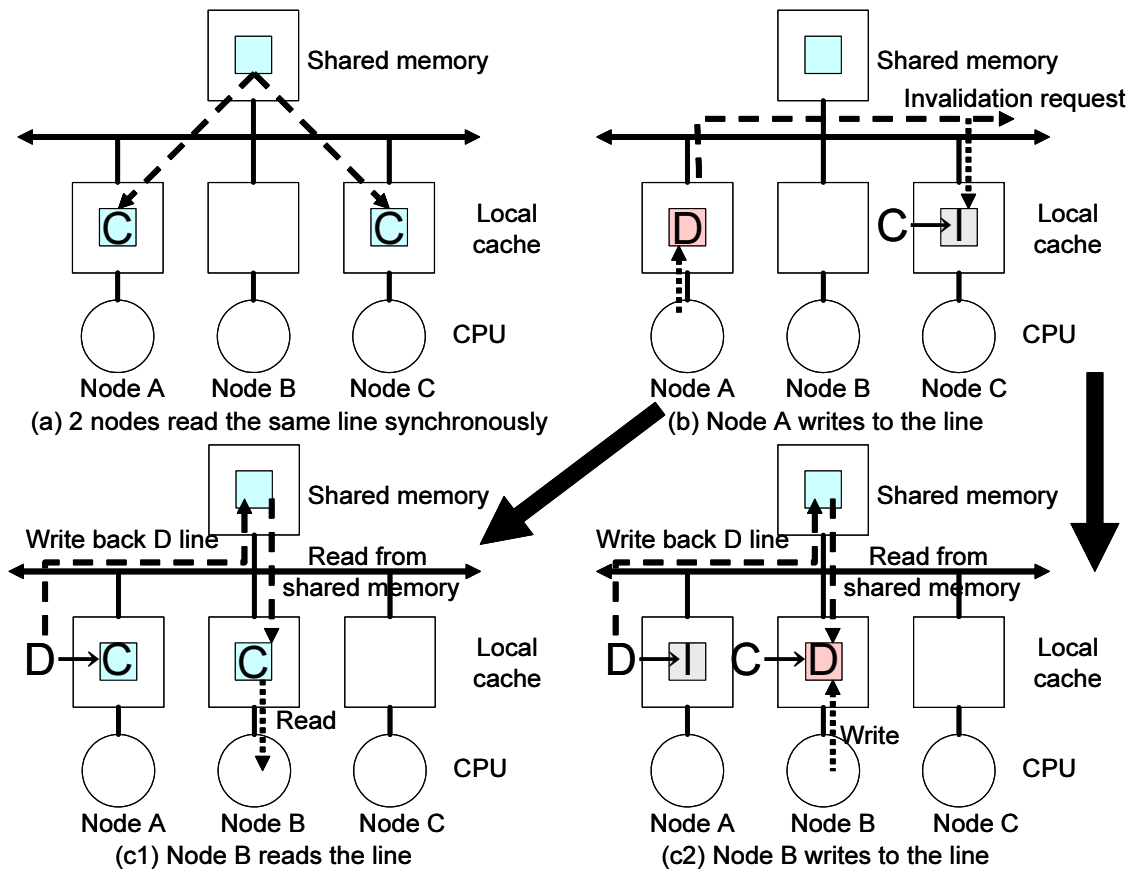 Shared memory
C
C
Local
cache
CPU
Node A
Node B
Node C
(a) 2 nodes read the same line synchronously
Shared memory
Invalidation request
D
C
I
Local
cache
CPU
Node A
Node B
Node C
(b) Node A writes to the line
Shared memory
Write back D line
Read from
shared memory
D
C
C
Local
cache
Read
CPU
Node A
Node B
Node C
(c1) Node B reads the line
Shared memory
Write back D line
Read from
shared memory
D
I
C
D
Local
cache
Write
CPU
Node A
Node B
Node C
(c2) Node B writes to the line